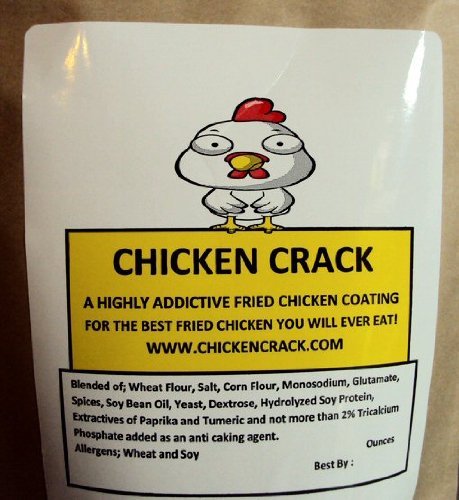 CHICKEN CRACK
A HIGHLY ADDICTIVE FRIED CHICKEN COATING
FOR THE BEST FRIED CHICKEN YOU WILL EVER EAT!
WWW.CHICKENCRACK.COM
Blended of; Wheat Flour, Salt, Corn Flour, Monosodium, Glutamate,
Spices, Soy Bean Oil, Yeast, Dextrose, Hydrolyzed Soy Protein,
Extractives of Paprika and Tumeric and not more than 2% Tricalcium
Phosphate added as an anti caking agent.
Allergens; Wheat and Soy
Ounces
Best By :